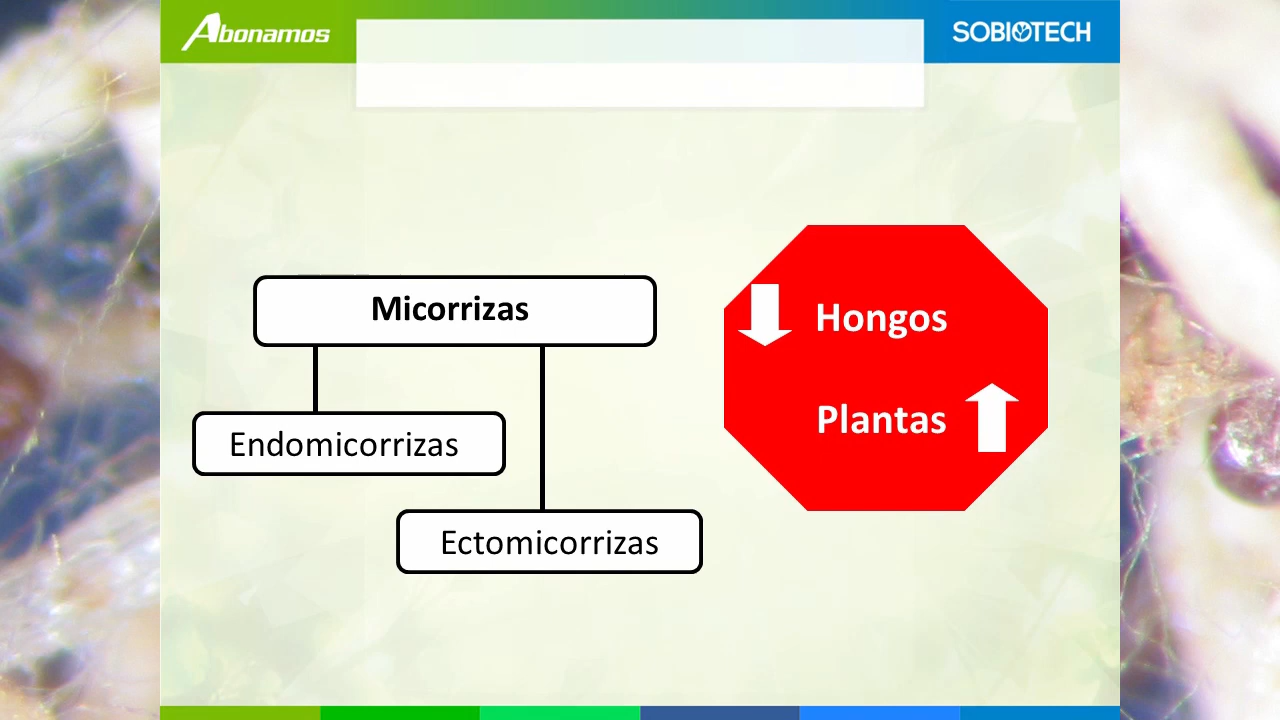 Abonamos
SOBIOTECH
Micorrizas
Endomicorrizas
Ectomicorrizas
Hongos
Plantas